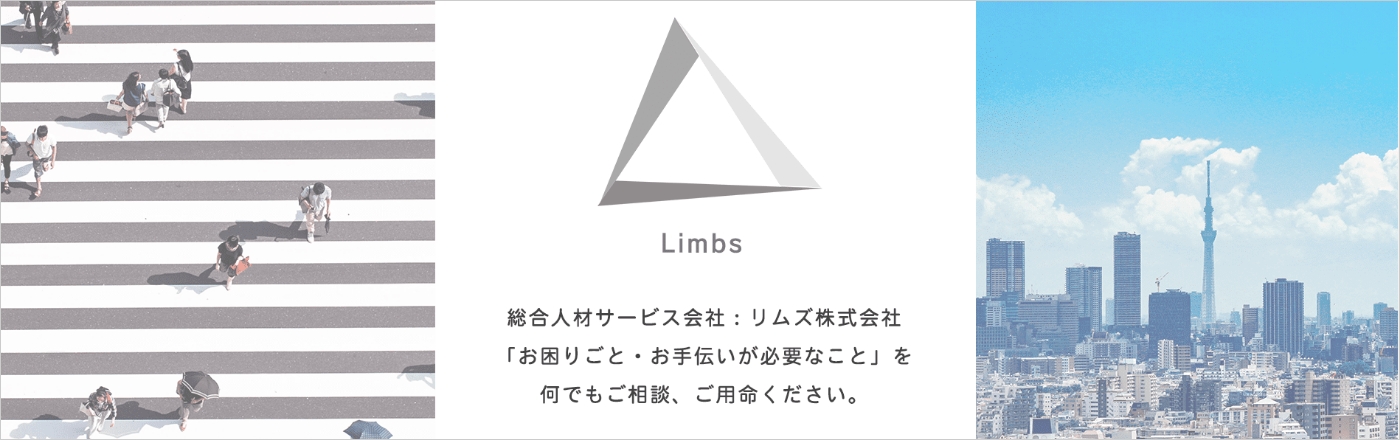 Limbs
総合人材サービス会社：リムズ株式会社
「お困りごと・お手伝いが必要なこと」を
何でもご相談、ご用命ください。